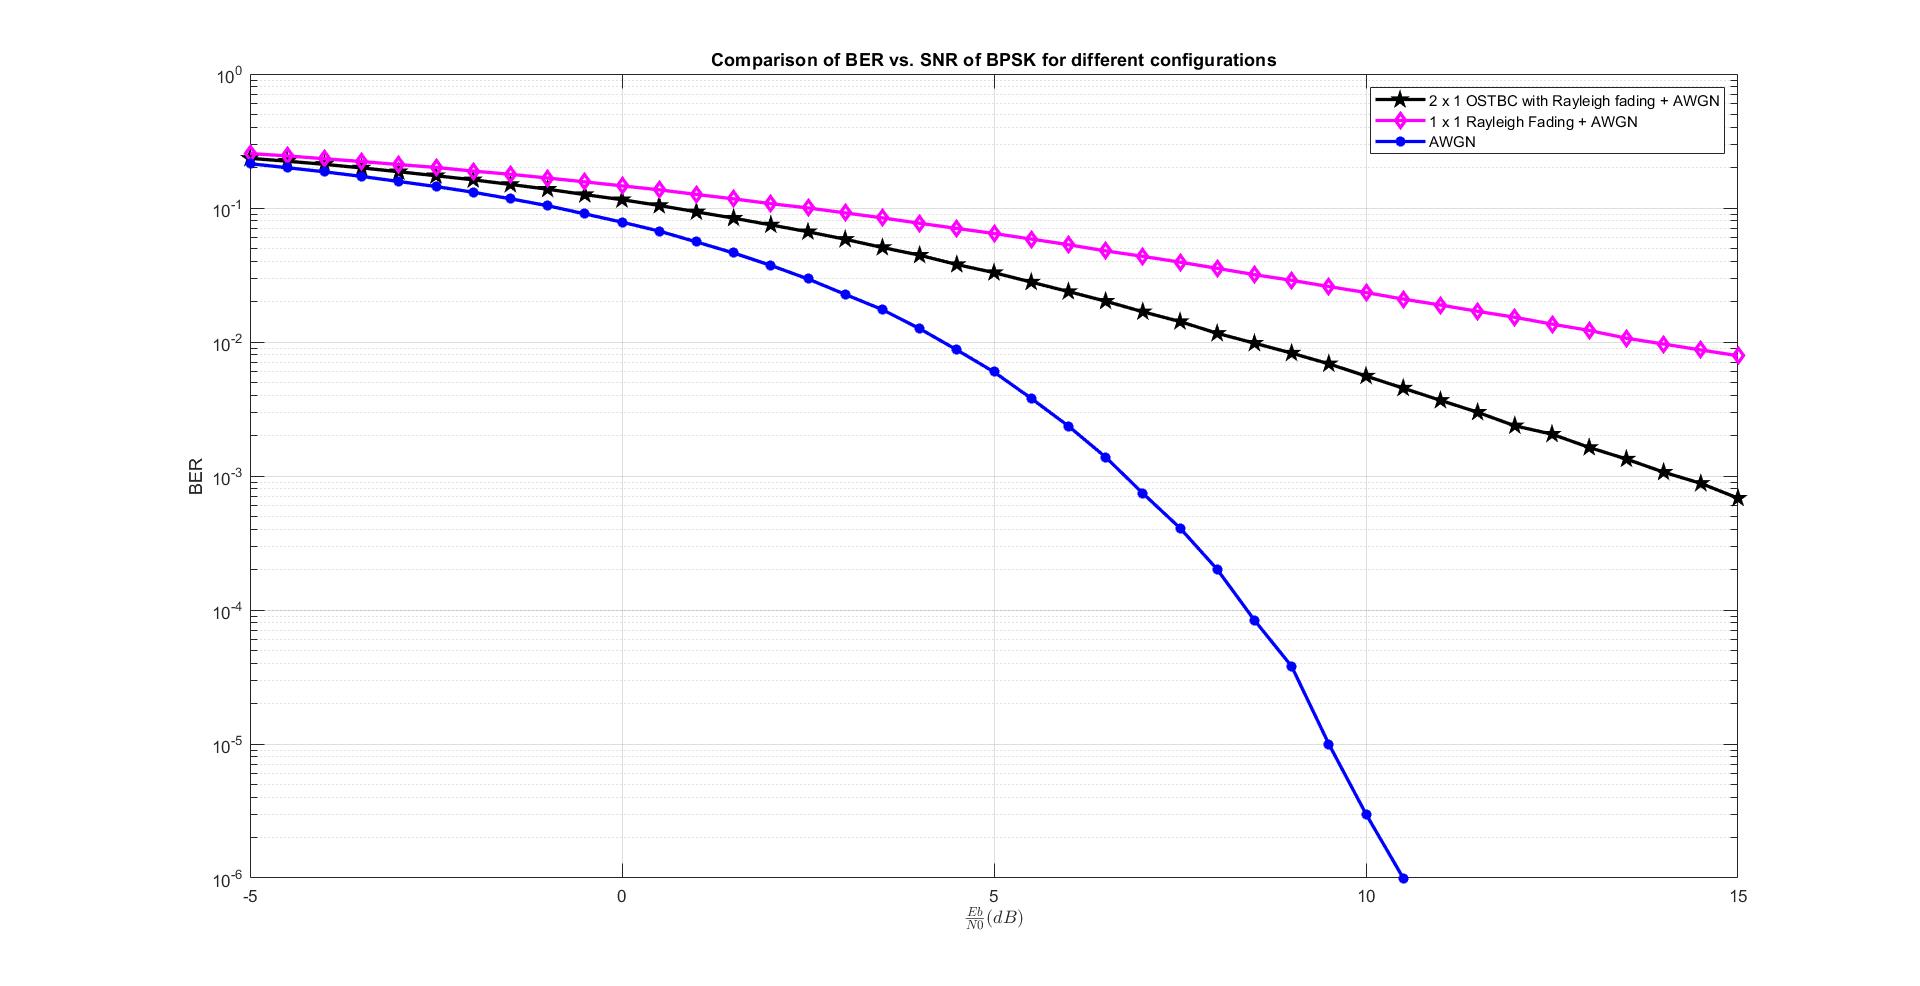 Comparison of BER vs. SNR of BPSK for different configurations
2 x 1 OSTBC with Rayleigh fading + AWGN
1 x 1 Rayleigh Fading + AWGN
AWGN
10^0
10^-1
10^-2
10^-3
10^-4
10^-5
10^-6
BER
-5 0 5 10 15
Eb/N0 (dB)